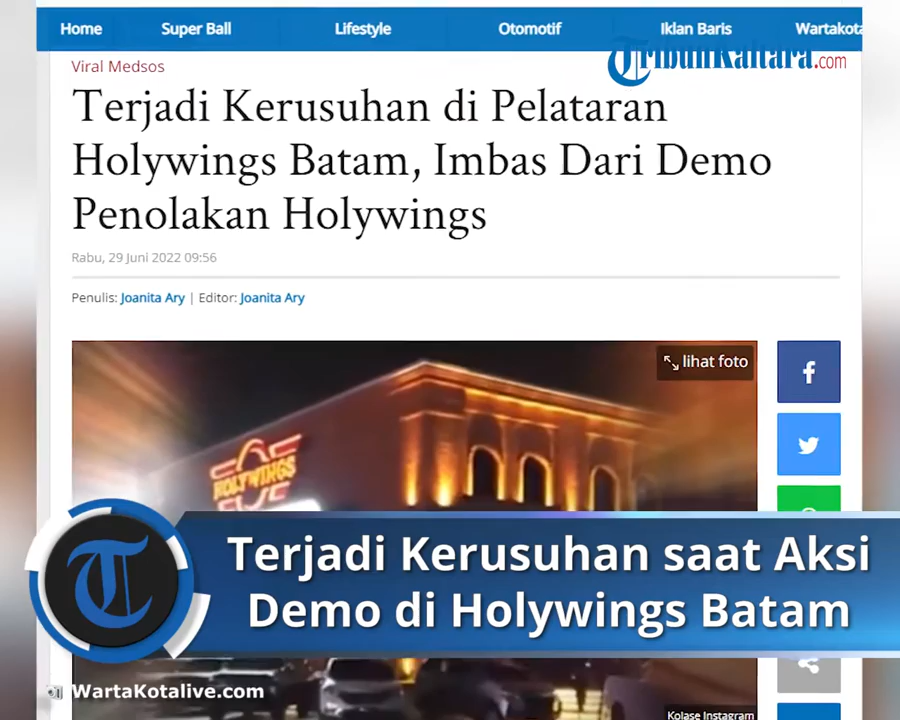 Home Super Ball Lifestyle Otomotif Iklan Baris Wartakota
TribunKaltara.com
Viral Medsos
Terjadi Kerusuhan di Pelataran
Holywings Batam, Imbas Dari Demo
Penolakan Holywings
Rabu, 29 Juni 2022 09:56
Penulis: Joanita Ary | Editor: Joanita Ary
lihat foto
HOLYWINGS
Terjadi Kerusuhan saat Aksi
Demo di Holywings Batam
WartaKotalive.com
Kolase Instagram